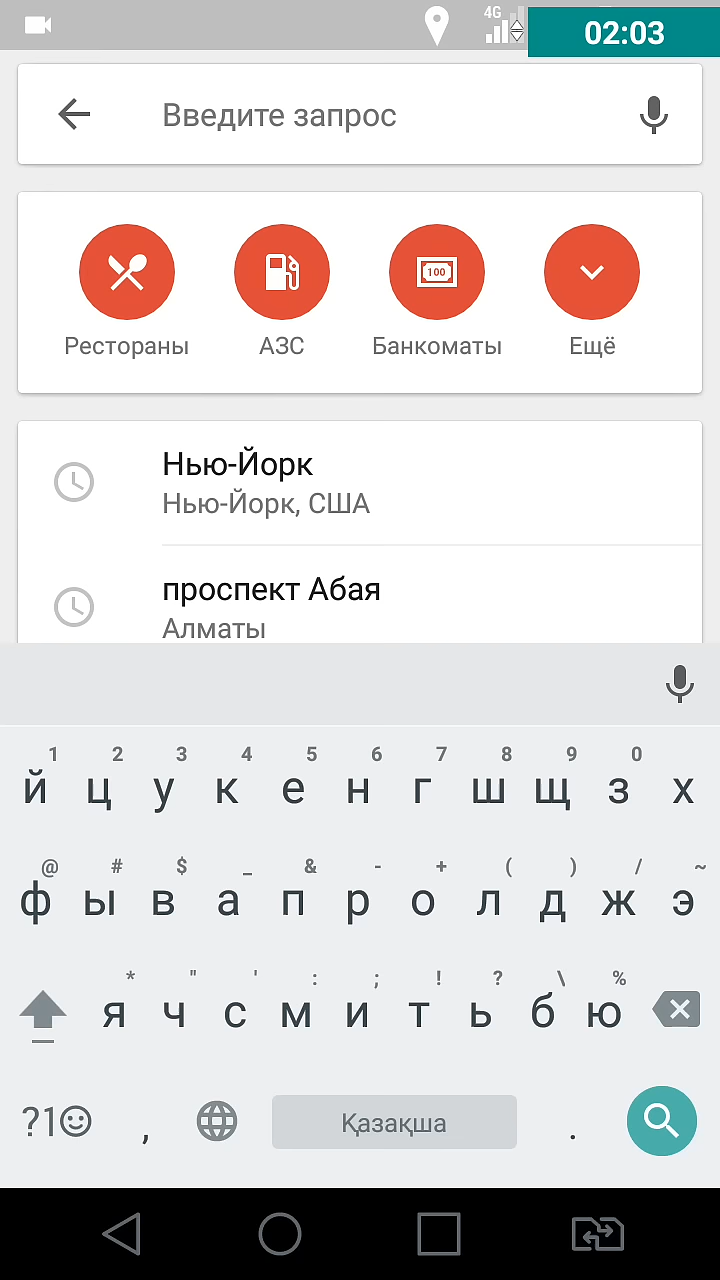 4G
02:03
Введите запрос
100
Рестораны АЗС Банкоматы Ещё
Нью-Йорк
Нью-Йорк, США
проспект Абая
Алматы
1 2 3 4 5 6 7 8 9 0
й ц у к е н г ш щ з х
@ # $ _ & - + ( ) / ~
ф ы в а п р о л д ж э
* " ' : ; ! ? \ %
я ч с м и т ь б ю
?1 , Қазақша .